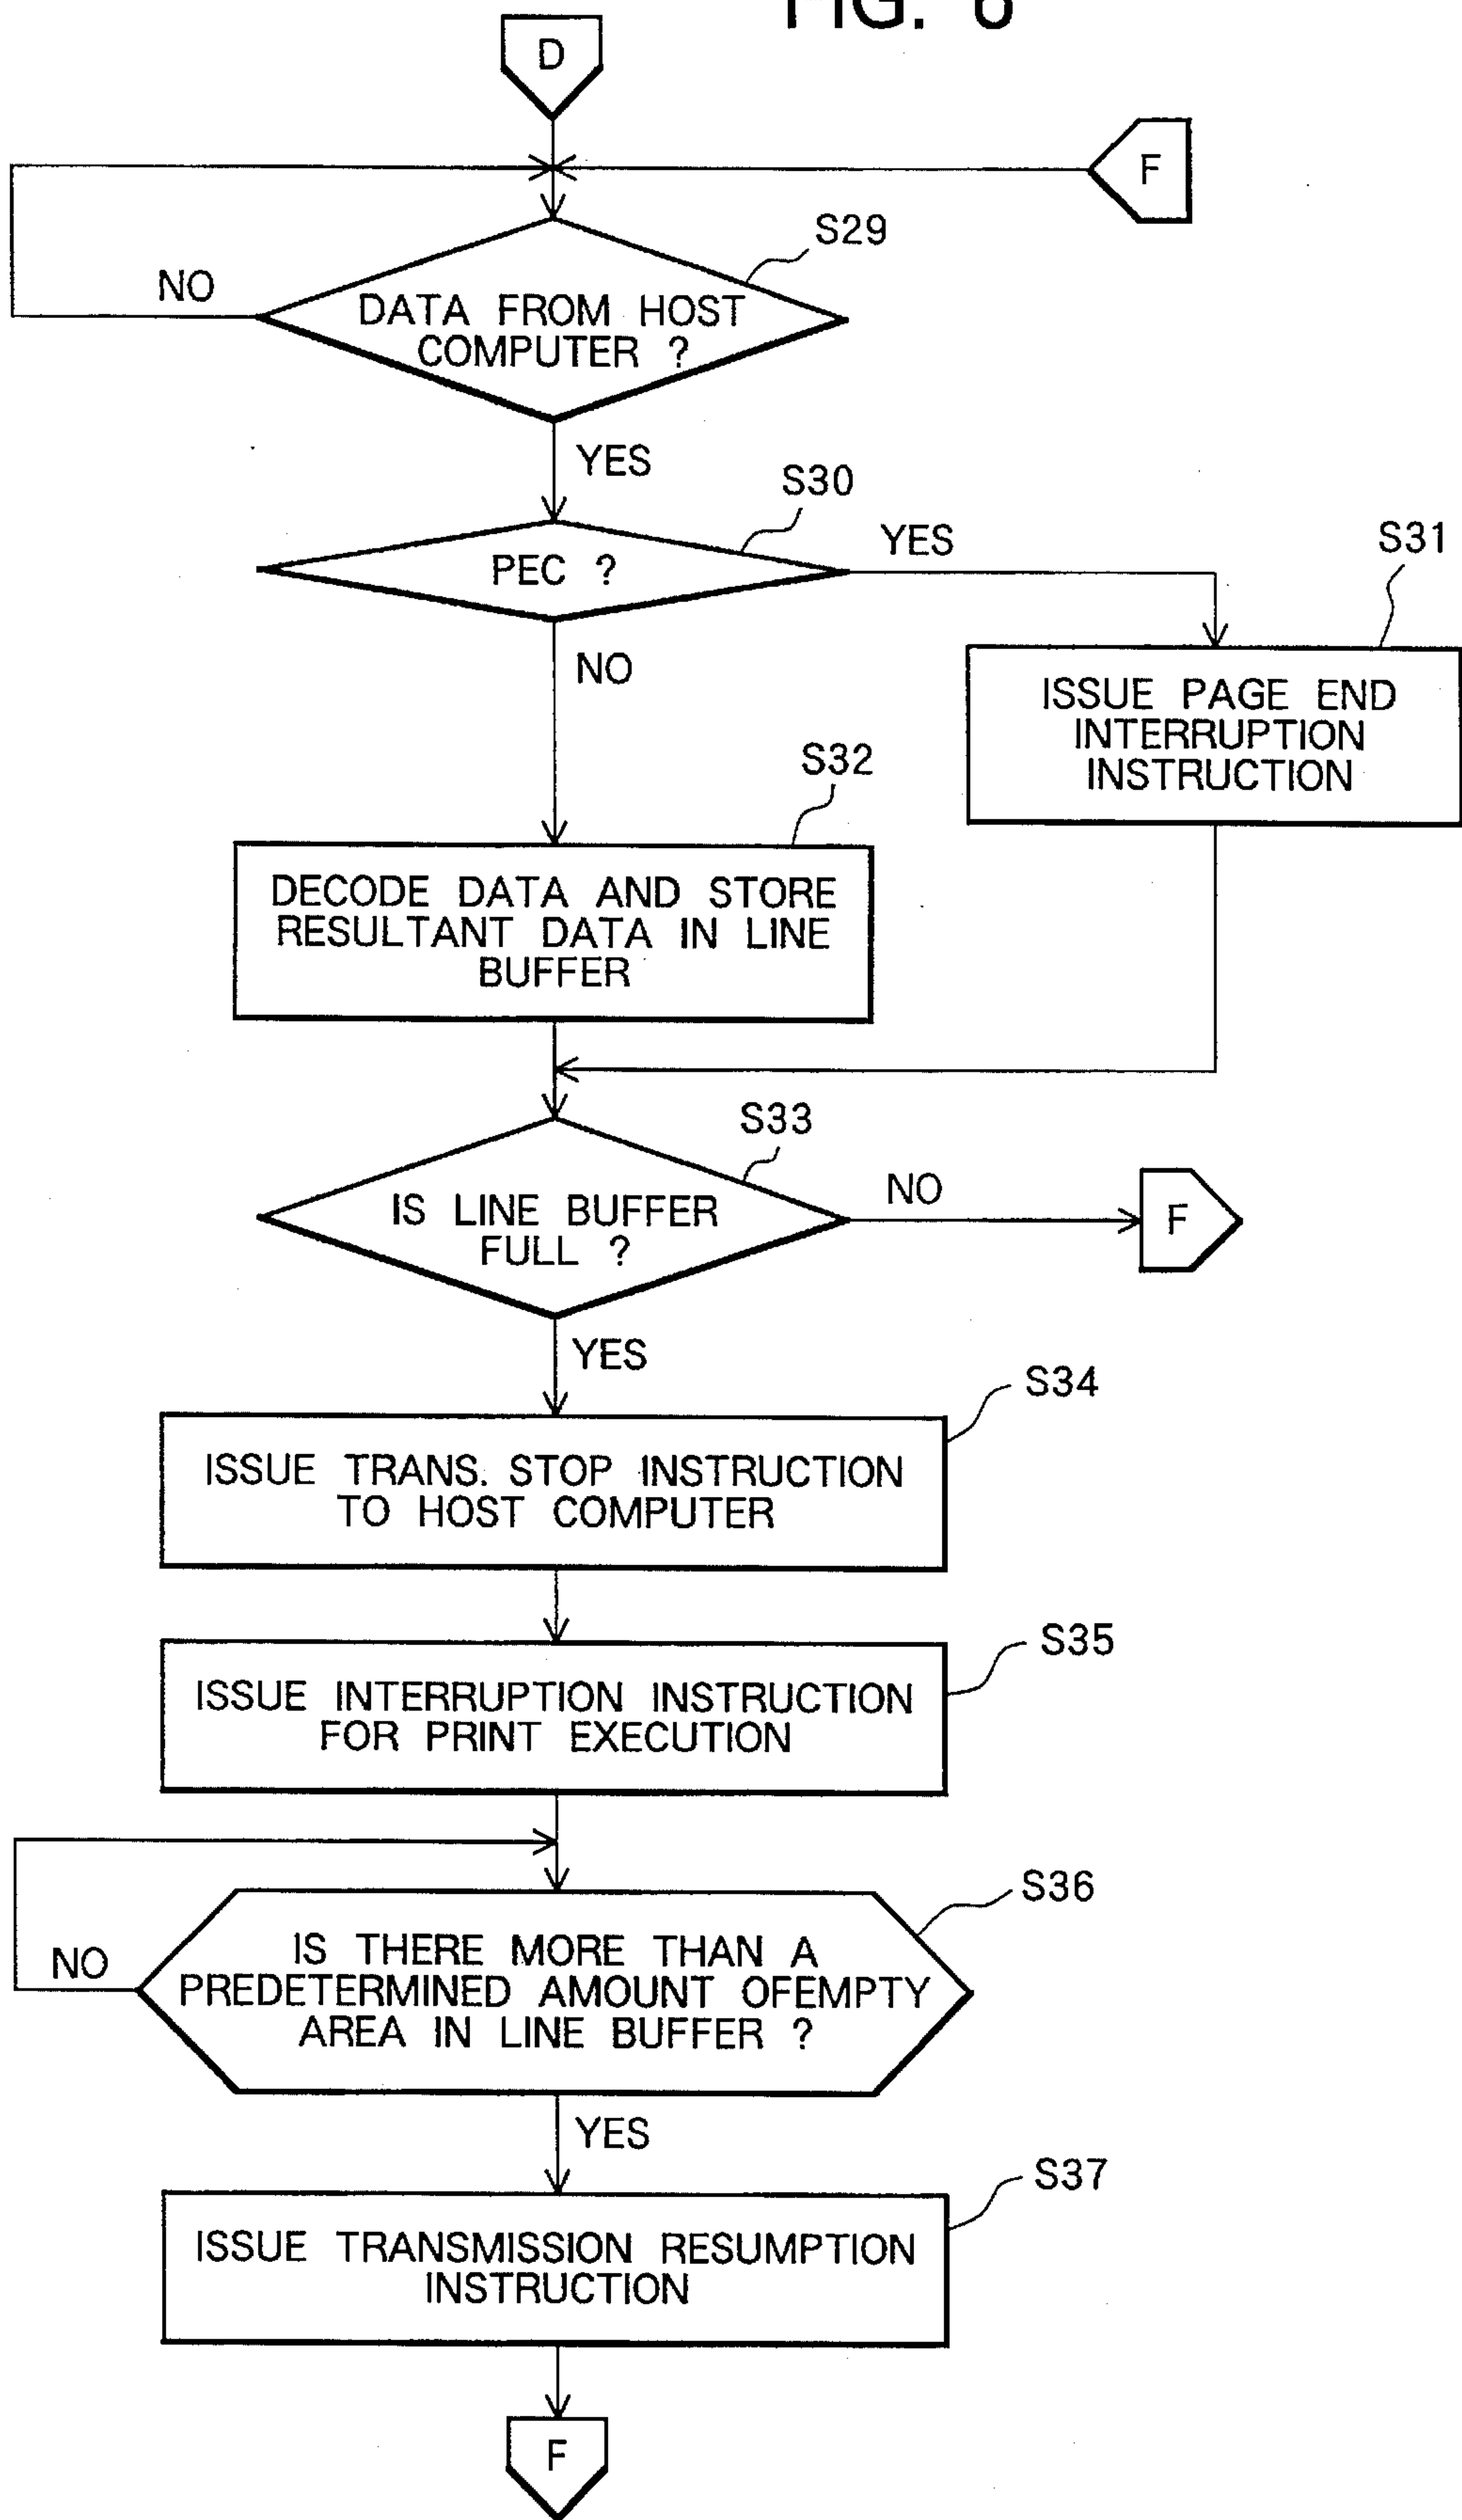 FIG. 8
D
F
S29
NO
DATA FROM HOST
COMPUTER ?
YES
S30
YES
S31
PEC ?
NO
ISSUE PAGE END
INTERRUPTION
INSTRUCTION
S32
DECODE DATA AND STORE
RESULTANT DATA IN LINE
BUFFER
S33
NO
IS LINE BUFFER
FULL ?
F
YES
S34
ISSUE TRANS. STOP INSTRUCTION
TO HOST COMPUTER
S35
ISSUE INTERRUPTION INSTRUCTION
FOR PRINT EXECUTION
S36
NO
IS THERE MORE THAN A
PREDETERMINED AMOUNT OFEMPTY
AREA IN LINE BUFFER ?
YES
S37
ISSUE TRANSMISSION RESUMPTION
INSTRUCTION
F